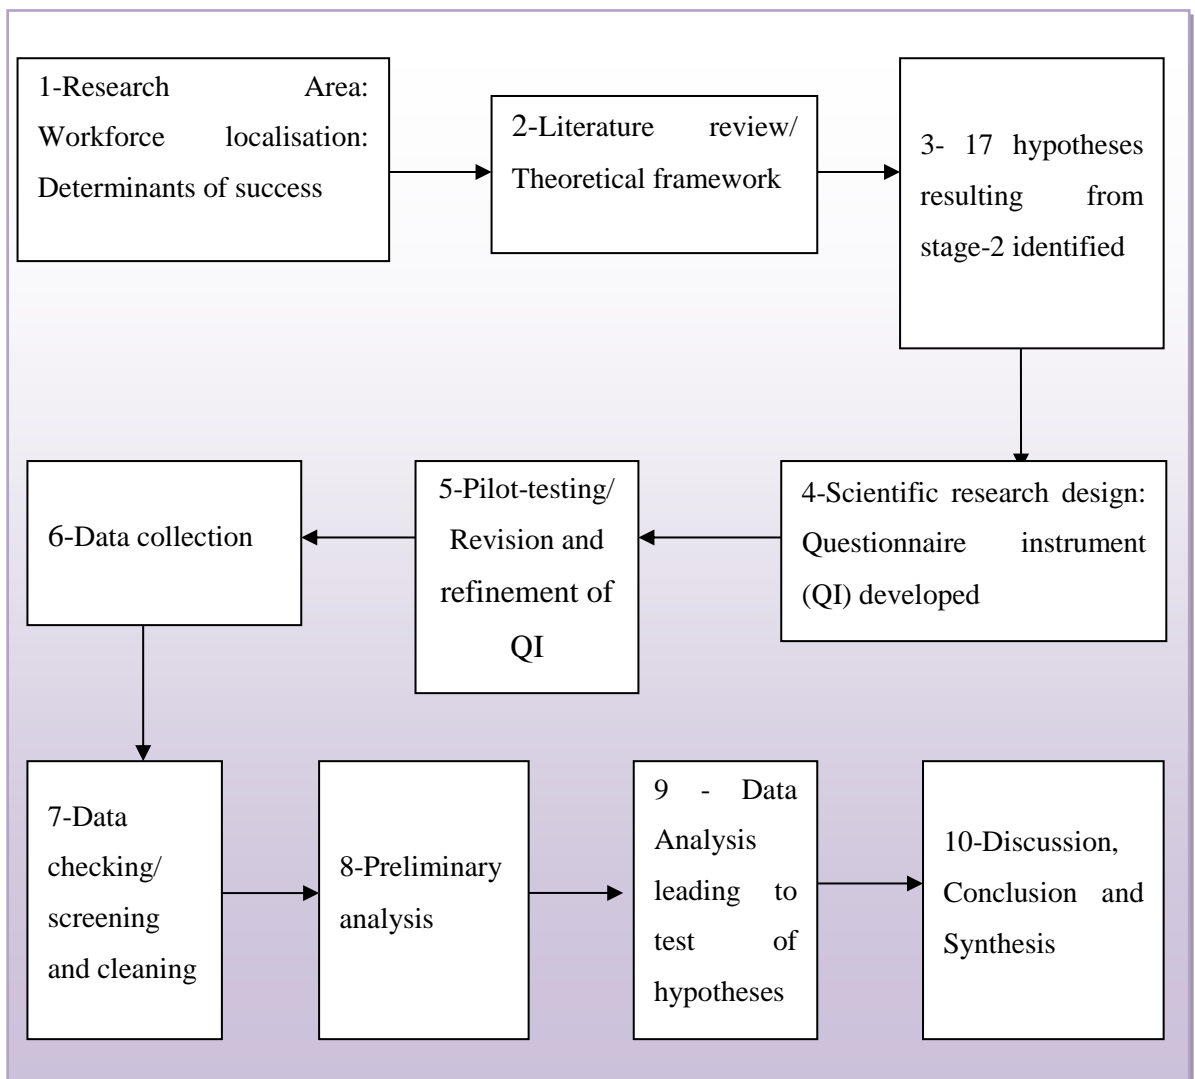 1-Research Area:
Workforce localisation:
Determinants of success
2-Literature review/
Theoretical framework
3- 17 hypotheses
resulting from
stage-2 identified
4-Scientific research design:
Questionnaire instrument
(QI) developed
5-Pilot-testing/
Revision and
refinement of
QI
6-Data collection
7-Data
checking/
screening
and cleaning
8-Preliminary
analysis
9 - Data
Analysis
leading to
test of
hypotheses
10-Discussion,
Conclusion and
Synthesis